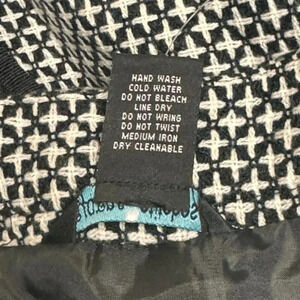 HAND WASH
COLD WATER
DO NOT BLEACH
LINE DRY
DO NOT WRING
DO NOT TWIST
MEDIUM IRON
DRY CLEANABLE